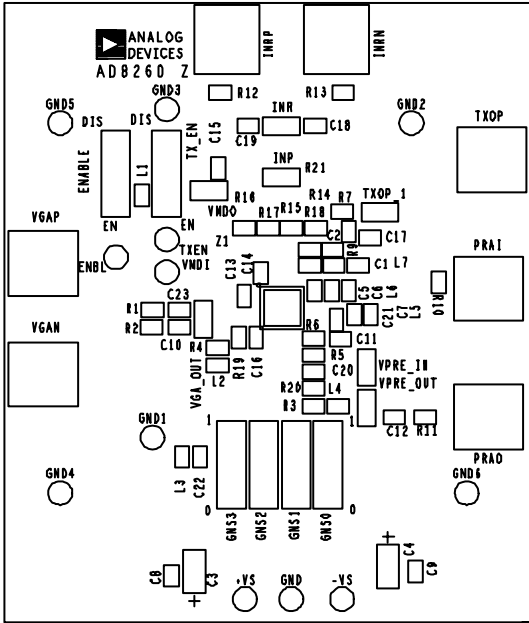 ANALOG
DEVICES
AD8260 Z
INRP
INRN
R12
R13
GND5
DIS
DIS
GND3
GND2
TXOP
ENABLE
L1
TX_EN
C15
C19
INR
C18
INP
R21
R16
VMDO
R14
R7
TXOP_1
R17
R15
R18
Z1
C2
C17
R9
VGAP
EN
EN
TXEN
ENBL
VMDI
C13
C14
C1
L7
PRAI
R10
C5
C6
L6
C21
C7
L5
R1
C23
R2
C10
R4
VGAN
VGA_OUT
L2
R19
C16
R6
R5
C11
C20
R20
L4
R3
VPRE_IN
VPRE_OUT
C12
R11
PRAO
GND1
1
1
GND4
L3
C22
GND6
0
0
GNS3
GNS2
GNS1
GNS0
C8
C3
+
+VS
GND
-VS
+
C4
C9